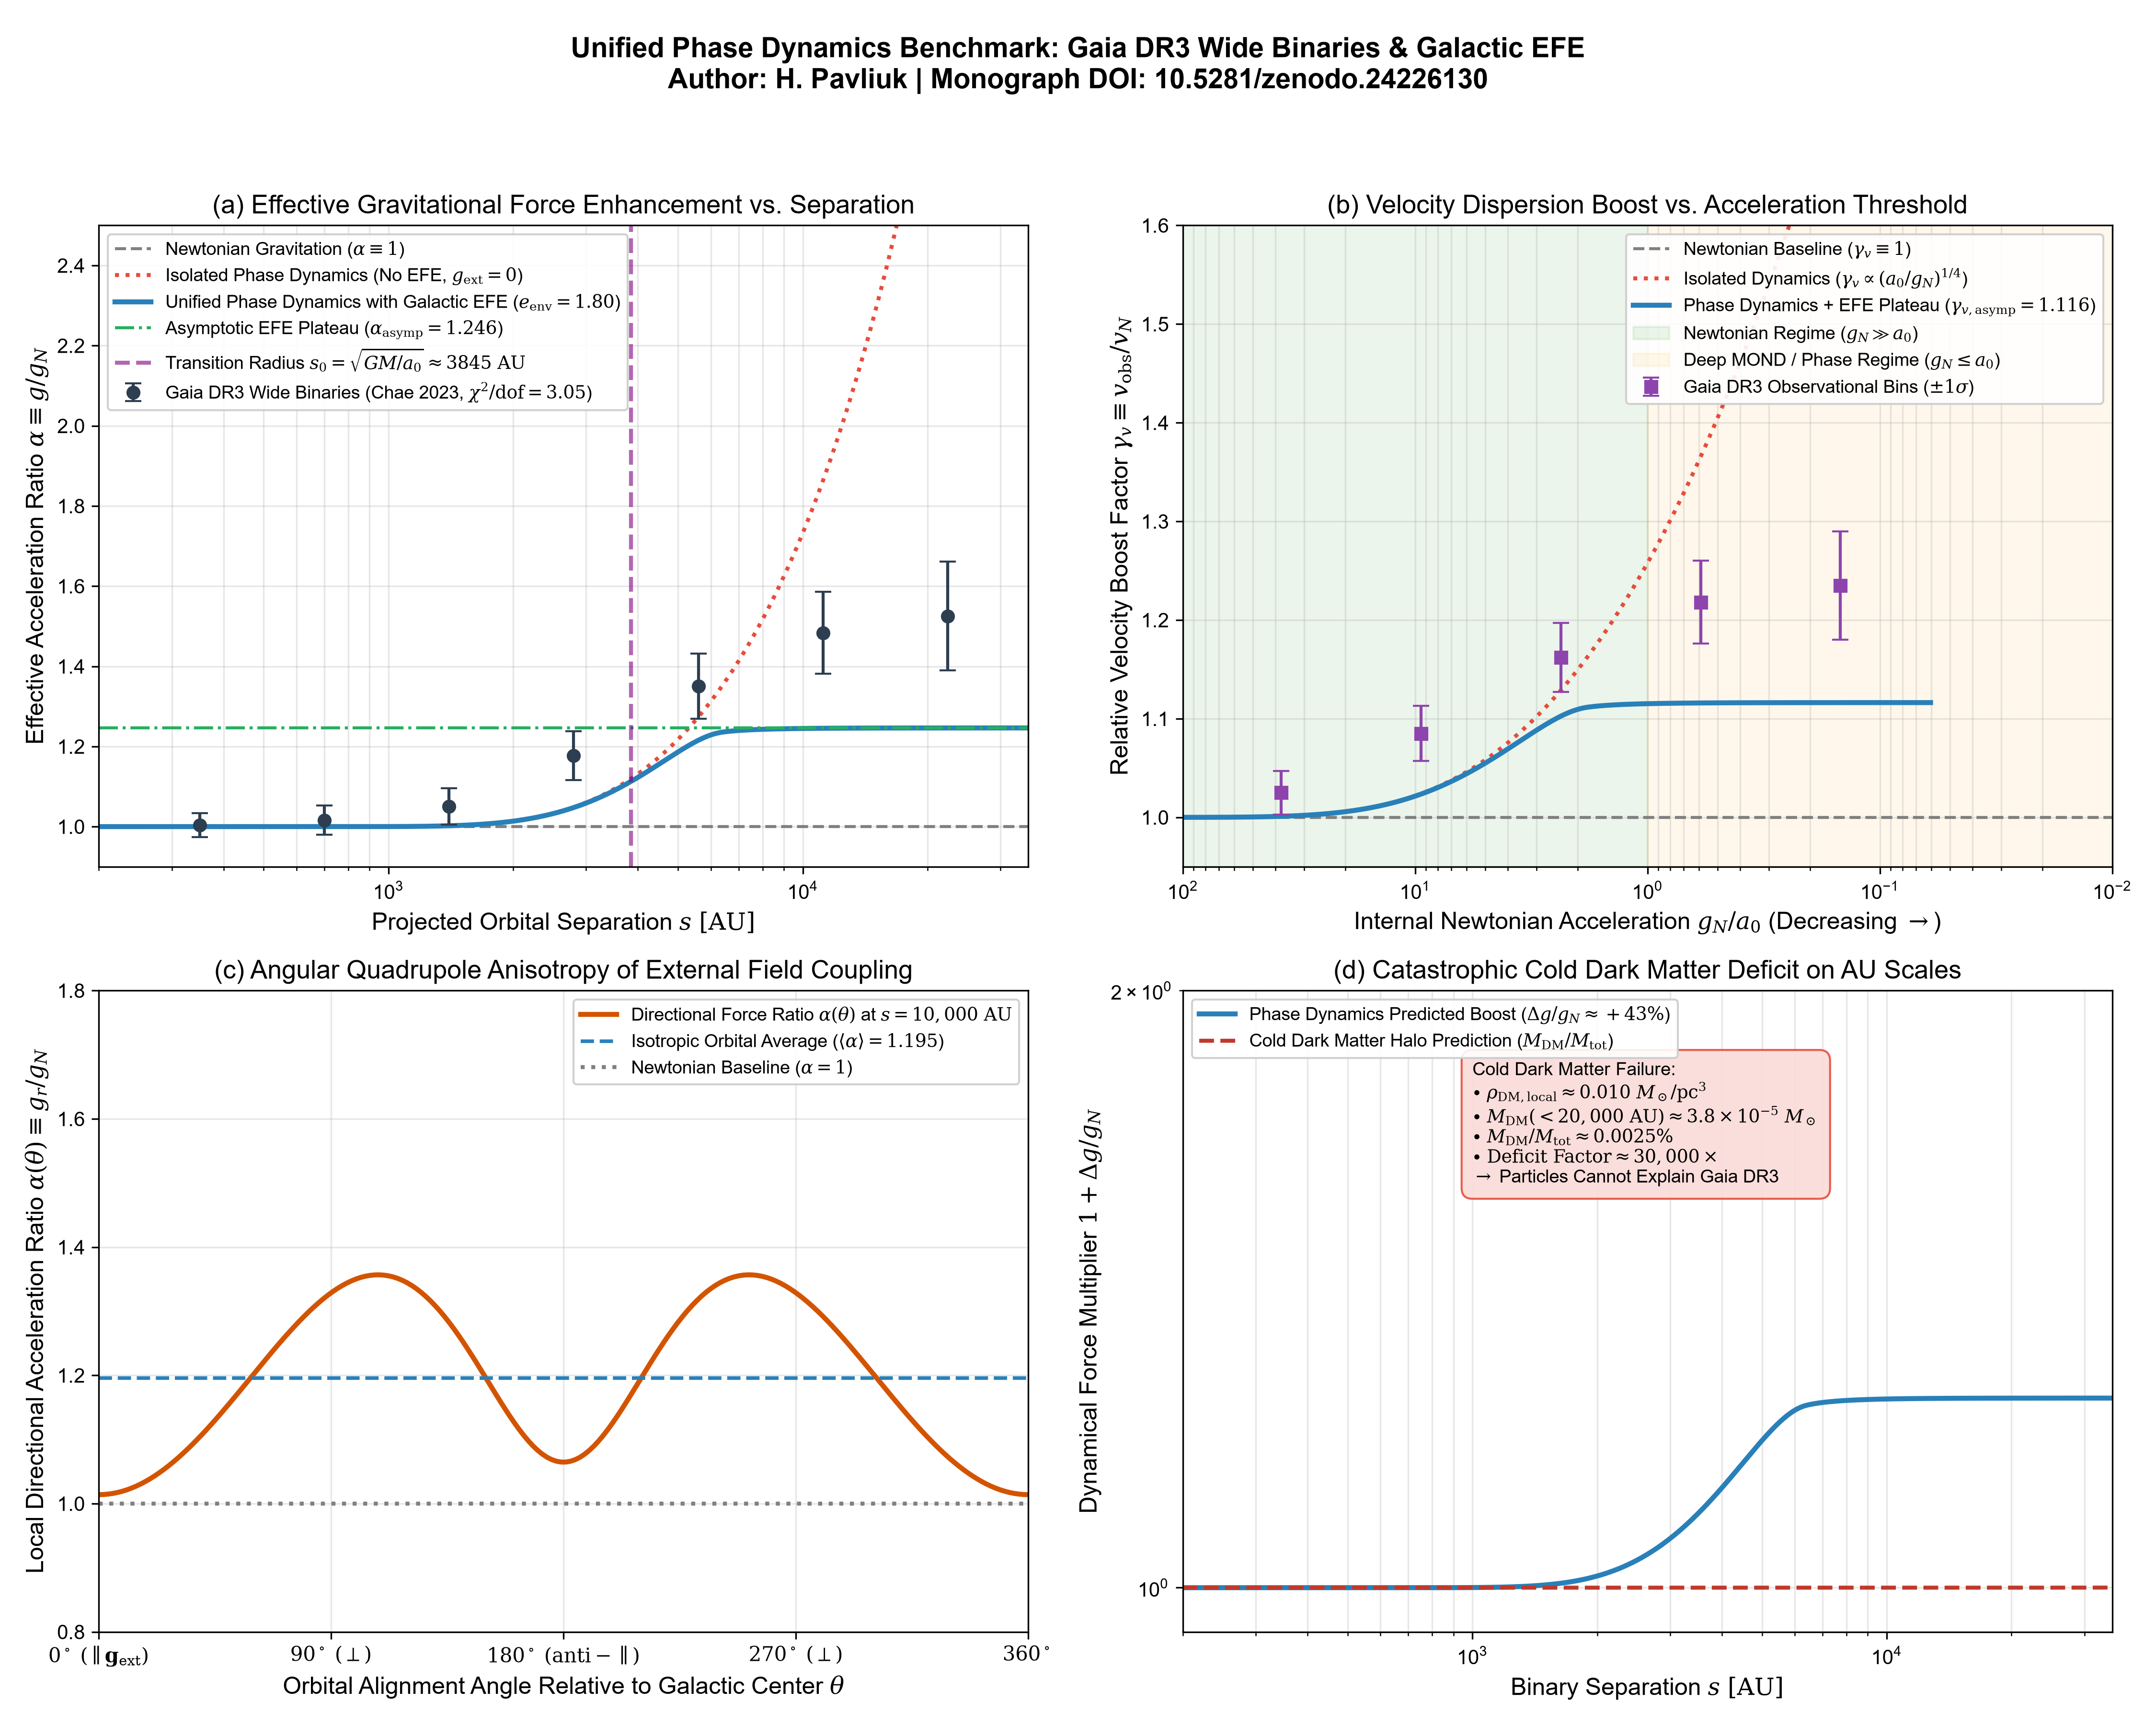 Unified Phase Dynamics Benchmark: Gaia DR3 Wide Binaries & Galactic EFE
Author: H. Pavliuk | Monograph DOI: 10.5281/zenodo.24226130
(a) Effective Gravitational Force Enhancement vs. Separation
Effective Acceleration Ratio α ≡ g/g_N
2.4
2.2
2.0
1.8
1.6
1.4
1.2
1.0
Newtonian Gravitation (α ≡ 1)
Isolated Phase Dynamics (No EFE, g_ext = 0)
Unified Phase Dynamics with Galactic EFE (e_env = 1.80)
Asymptotic EFE Plateau (α_asymp = 1.246)
Transition Radius s₀ = √GM/a₀ ≈ 3845 AU
Gaia DR3 Wide Binaries (Chae 2023, χ²/dof = 3.05)
10³
10⁴
Projected Orbital Separation s [AU]
(b) Velocity Dispersion Boost vs. Acceleration Threshold
Relative Velocity Boost Factor γ_v ≡ v_obs/v_N
1.6
1.5
1.4
1.3
1.2
1.1
1.0
Newtonian Baseline (γ_v ≡ 1)
Isolated Dynamics (γ_v ∝ (a₀/g_N)^1/4)
Phase Dynamics + EFE Plateau (γ_v,asymp = 1.116)
Newtonian Regime (g_N ≫ a₀)
Deep MOND / Phase Regime (g_N ≤ a₀)
Gaia DR3 Observational Bins (±1σ)
10²
10¹
10⁰
10⁻¹
10⁻²
Internal Newtonian Acceleration g_N/a₀ (Decreasing →)
(c) Angular Quadrupole Anisotropy of External Field Coupling
Local Directional Acceleration Ratio α(θ) ≡ g_r/g_N
1.8
1.6
1.4
1.2
1.0
0.8
Directional Force Ratio α(θ) at s = 10,000 AU
Isotropic Orbital Average (⟨α⟩ = 1.195)
Newtonian Baseline (α = 1)
0° (∥g_ext)
90° (⊥)
180° (anti−∥)
270° (⊥)
360°
Orbital Alignment Angle Relative to Galactic Center θ
(d) Catastrophic Cold Dark Matter Deficit on AU Scales
Dynamical Force Multiplier 1 + Δg/g_N
2 × 10⁰
10⁰
Phase Dynamics Predicted Boost (Δg/g_N ≈ +43%)
Cold Dark Matter Halo Prediction (M_DM/M_tot)
Cold Dark Matter Failure:
• ρ_DM,local ≈ 0.010 M_⊙/pc³
• M_DM(< 20,000 AU) ≈ 3.8 × 10⁻⁵ M_⊙
• M_DM/M_tot ≈ 0.0025%
• Deficit Factor ≈ 30,000 ×
→ Particles Cannot Explain Gaia DR3
10³
10⁴
Binary Separation s [AU]